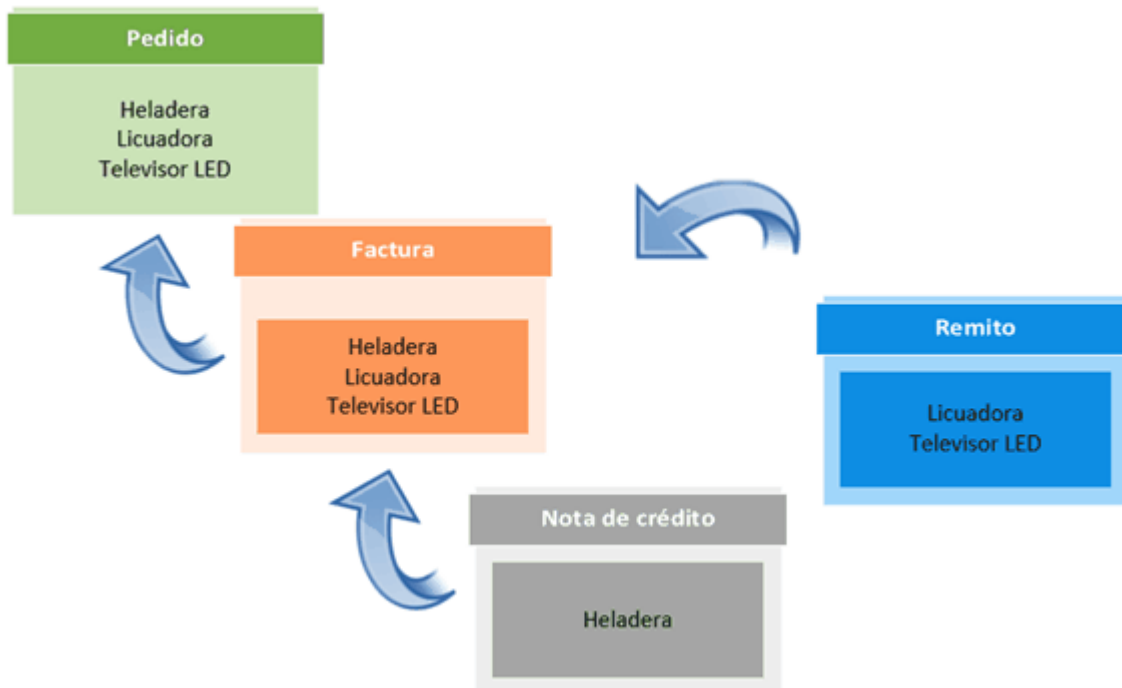 Pedido
Heladera
Licuadora
Televisor LED
Factura
Heladera
Licuadora
Televisor LED
Remito
Licuadora
Televisor LED
Nota de crédito
Heladera